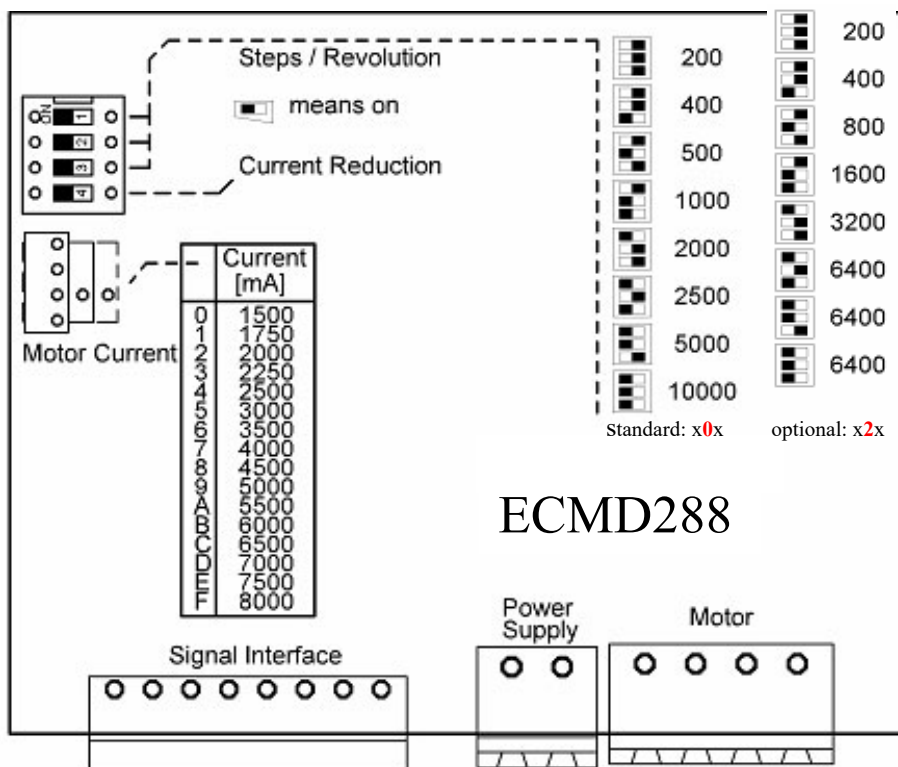 Steps / Revolution
means on
ON
1
2
3
4
Current Reduction
Motor Current
Current
[mA]
0 1500
1 1750
2 2000
3 2250
4 2500
5 3000
6 3500
7 4000
8 4500
9 5000
A 5500
B 6000
C 6500
D 7000
E 7500
F 8000
200
400
500
1000
2000
2500
5000
10000
standard: x0x
200
400
800
1600
3200
6400
6400
6400
optional: x2x
ECMD288
Signal Interface
Power
Supply
Motor